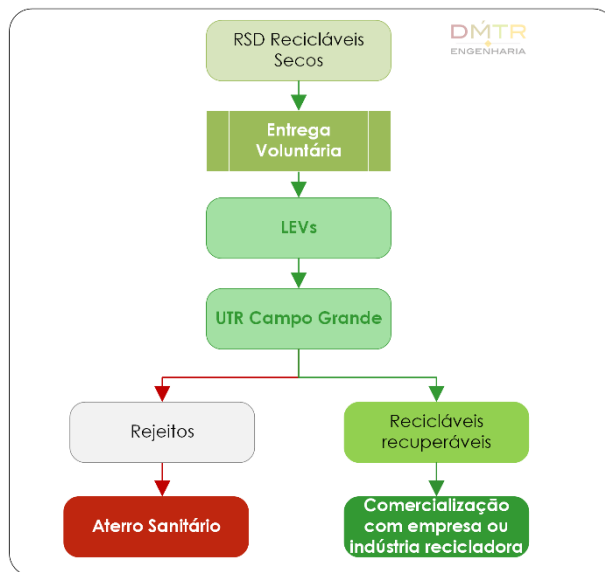 RSD Recicláveis
Secos
DMTR
ENGENHARIA
Entrega
Voluntária
LEVs
UTR Campo Grande
Rejeitos
Recicláveis
recuperáveis
Aterro Sanitário
Comercialização
com empresa ou
indústria recicladora